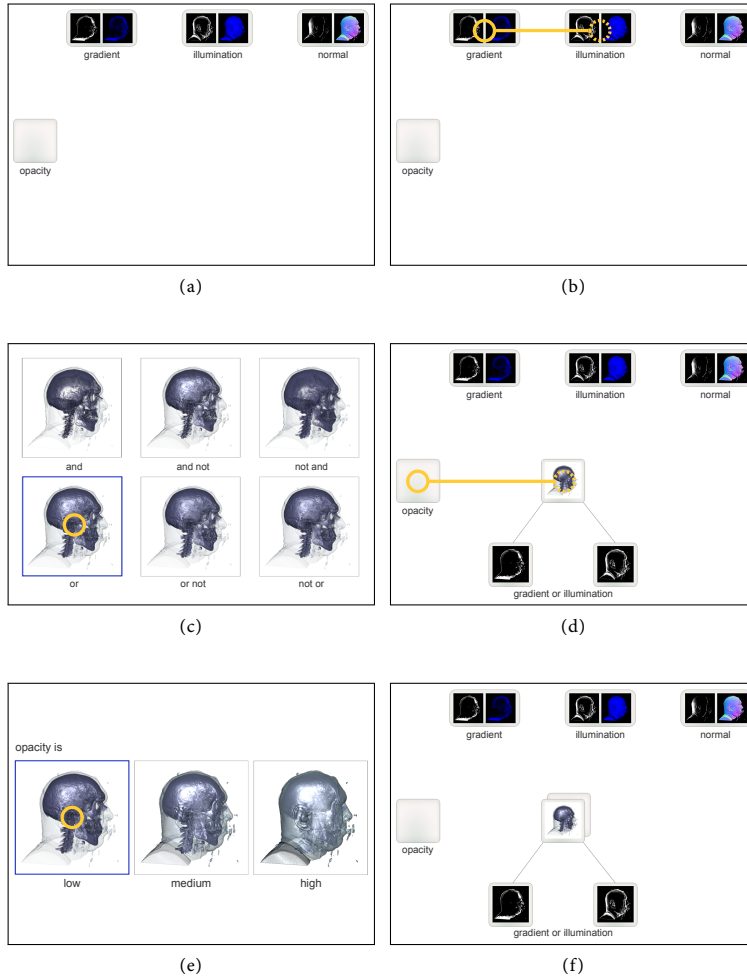 gradient illumination normal
opacity
(a)
gradient illumination normal
opacity
(b)
and and not not and
or or not not or
(c)
gradient illumination normal
opacity
gradient or illumination
(d)
opacity is
low medium high
(e)
gradient illumination normal
opacity
gradient or illumination
(f)